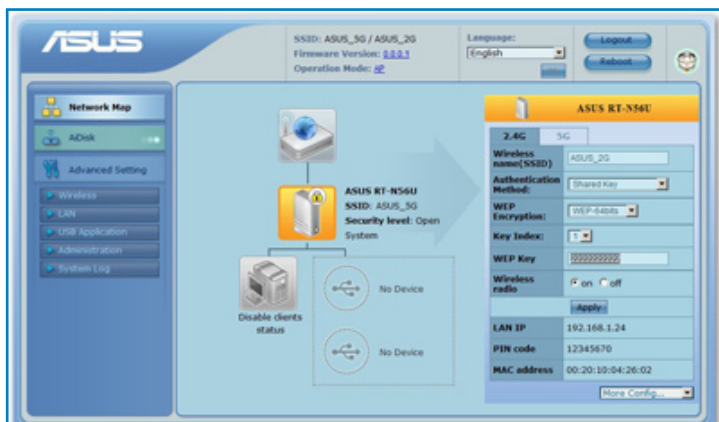 ASUS
SSID: ASUS_5G / ASUS_2G
Firmware Version: 0.0.0.1
Operation Mode: AP
Language:
English
Logout
Reboot
Network Map
AiDisk
Advanced Setting
Wireless
LAN
USB Application
Administration
System Log
ASUS RT-N56U
SSID: ASUS_5G
Security level: Open
System
Disable clients
status
No Device
No Device
ASUS RT-N56U
2.4G 5G
Wireless name(SSID) ASUS_2G
Authentication Method: Shared Key
WEP Encryption: WEP-64bits
Key Index:
WEP Key
Wireless radio on off
Apply
LAN IP 192.168.1.24
PIN code 12345670
MAC address 00:20:10:04:26:02
More Config...